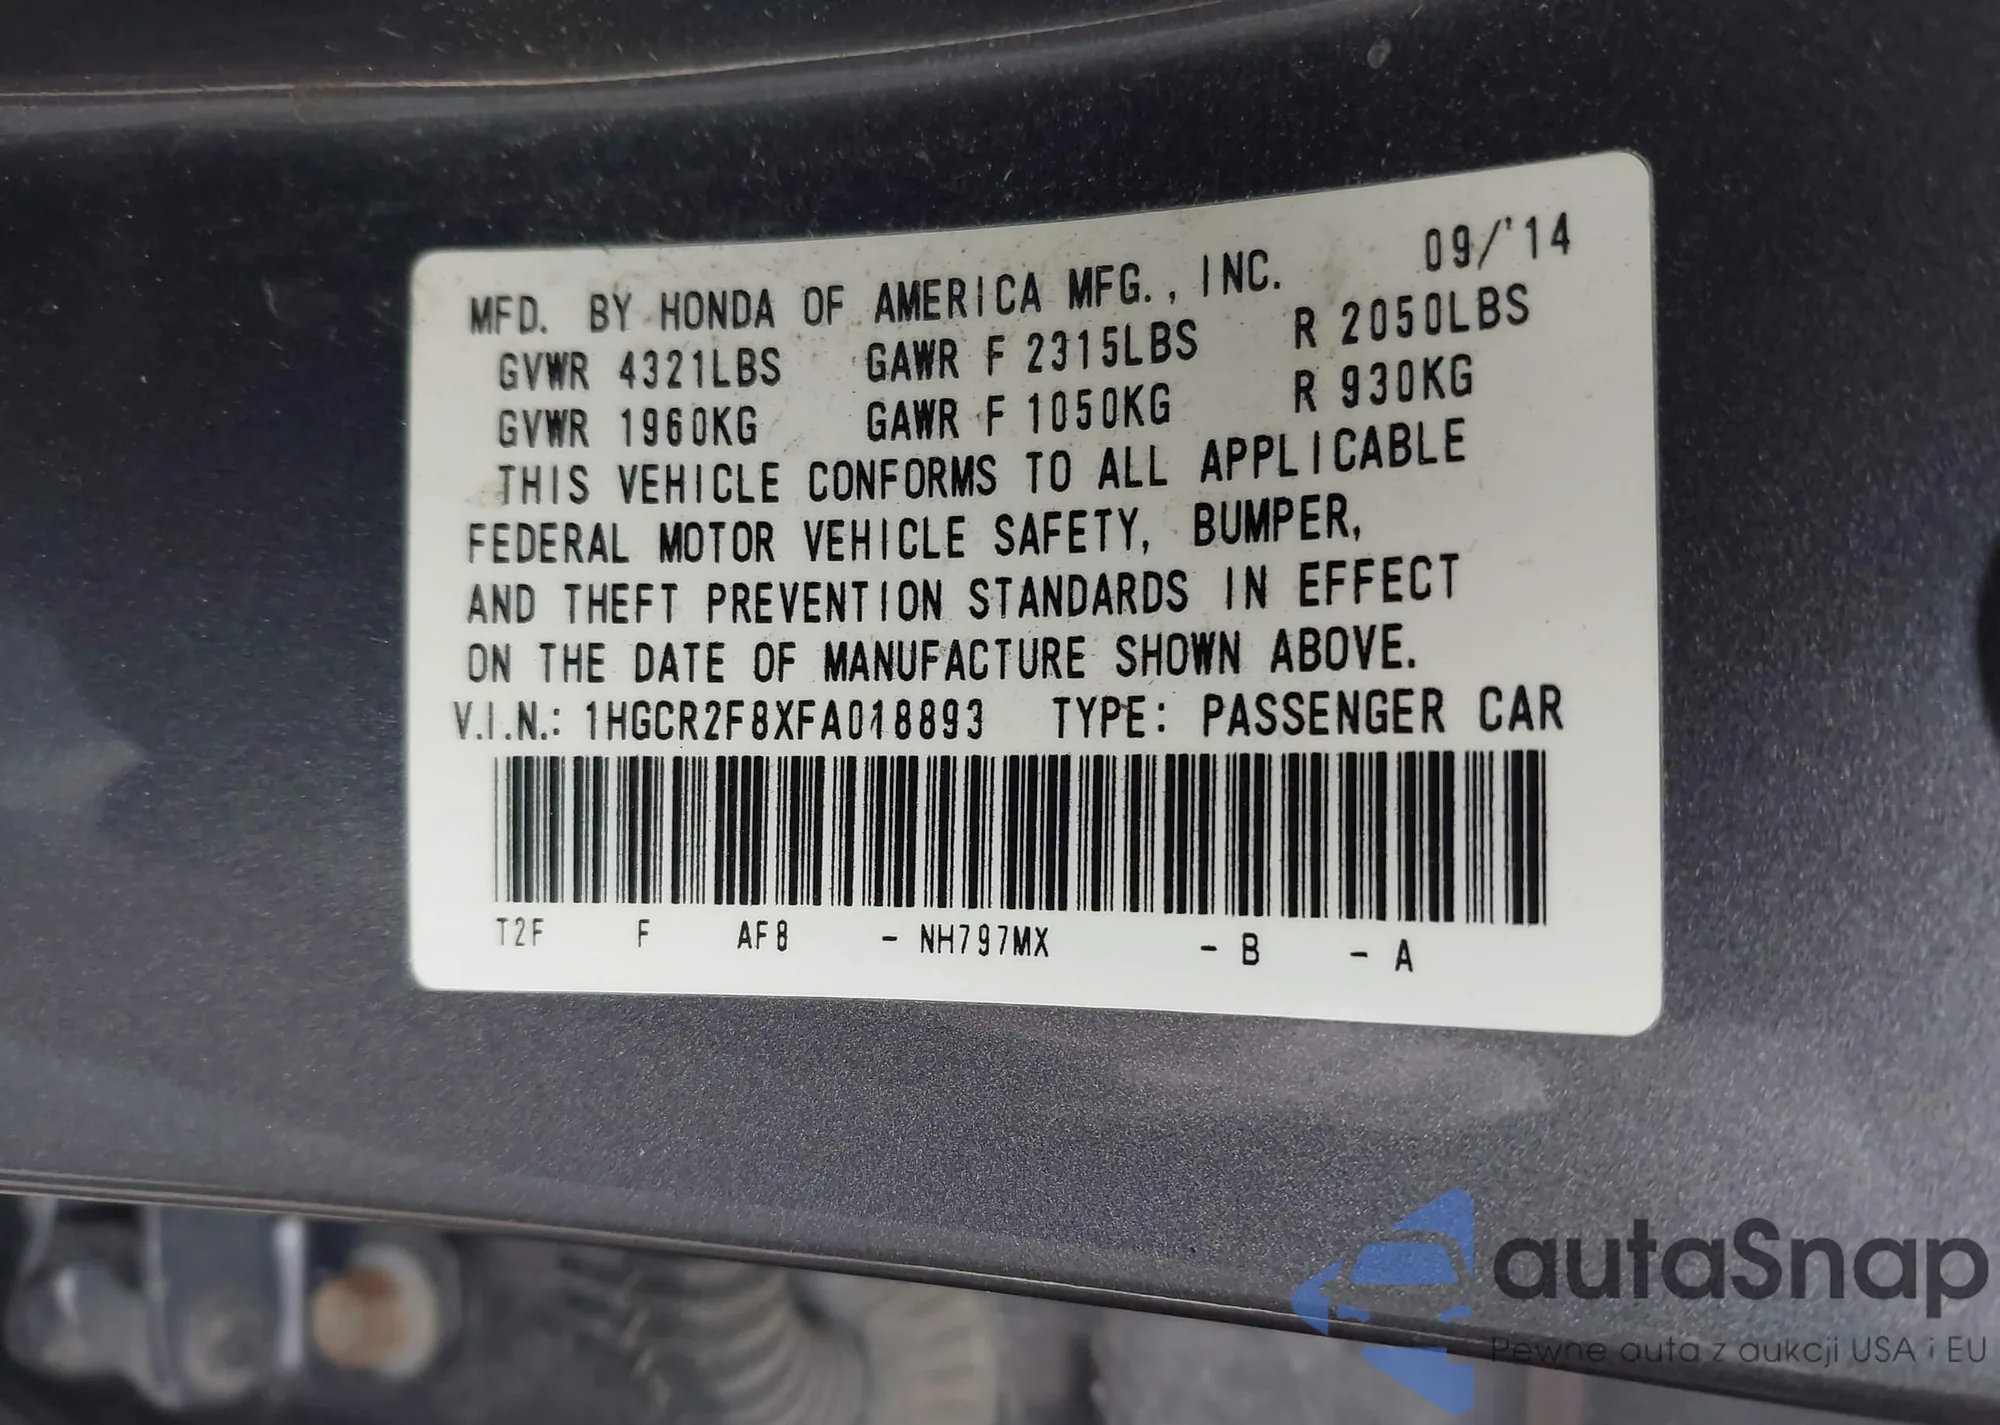 MFD. BY HONDA OF AMERICA MFG., INC. 09/'14
GVWR 4321LBS GAWR F 2315LBS R 2050LBS
GVWR 1960KG GAWR F 1050KG R 930KG
THIS VEHICLE CONFORMS TO ALL APPLICABLE
FEDERAL MOTOR VEHICLE SAFETY, BUMPER,
AND THEFT PREVENTION STANDARDS IN EFFECT
ON THE DATE OF MANUFACTURE SHOWN ABOVE.
V.I.N.: 1HGCR2F8XFA018893 TYPE: PASSENGER CAR
T2F F AF8 - NH797MX - B - A
autaSnap
Pewne auta z aukcji USA i EU